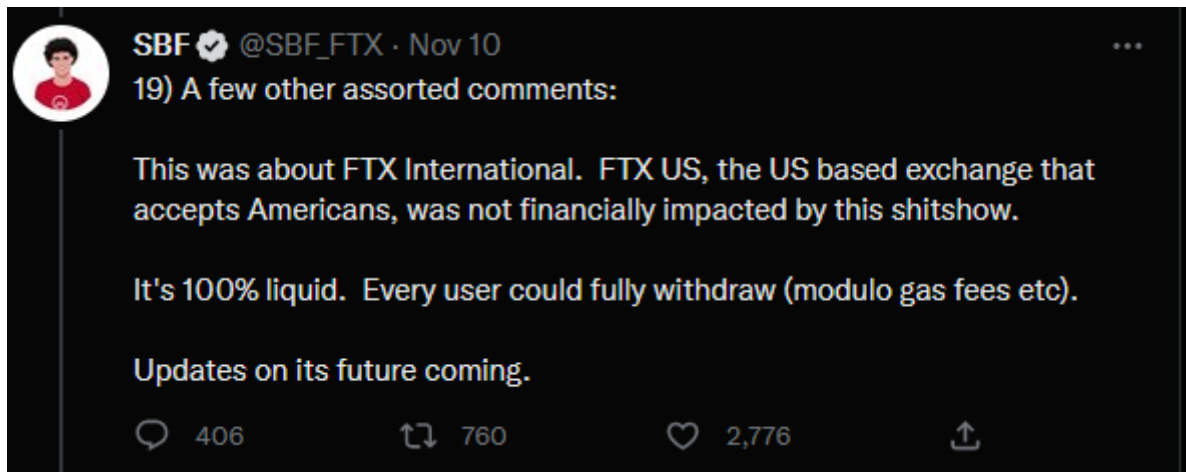 SBF @SBF_FTX · Nov 10
19) A few other assorted comments:
This was about FTX International. FTX US, the US based exchange that
accepts Americans, was not financially impacted by this shitshow.
It's 100% liquid. Every user could fully withdraw (modulo gas fees etc).
Updates on its future coming.
406 760 2,776